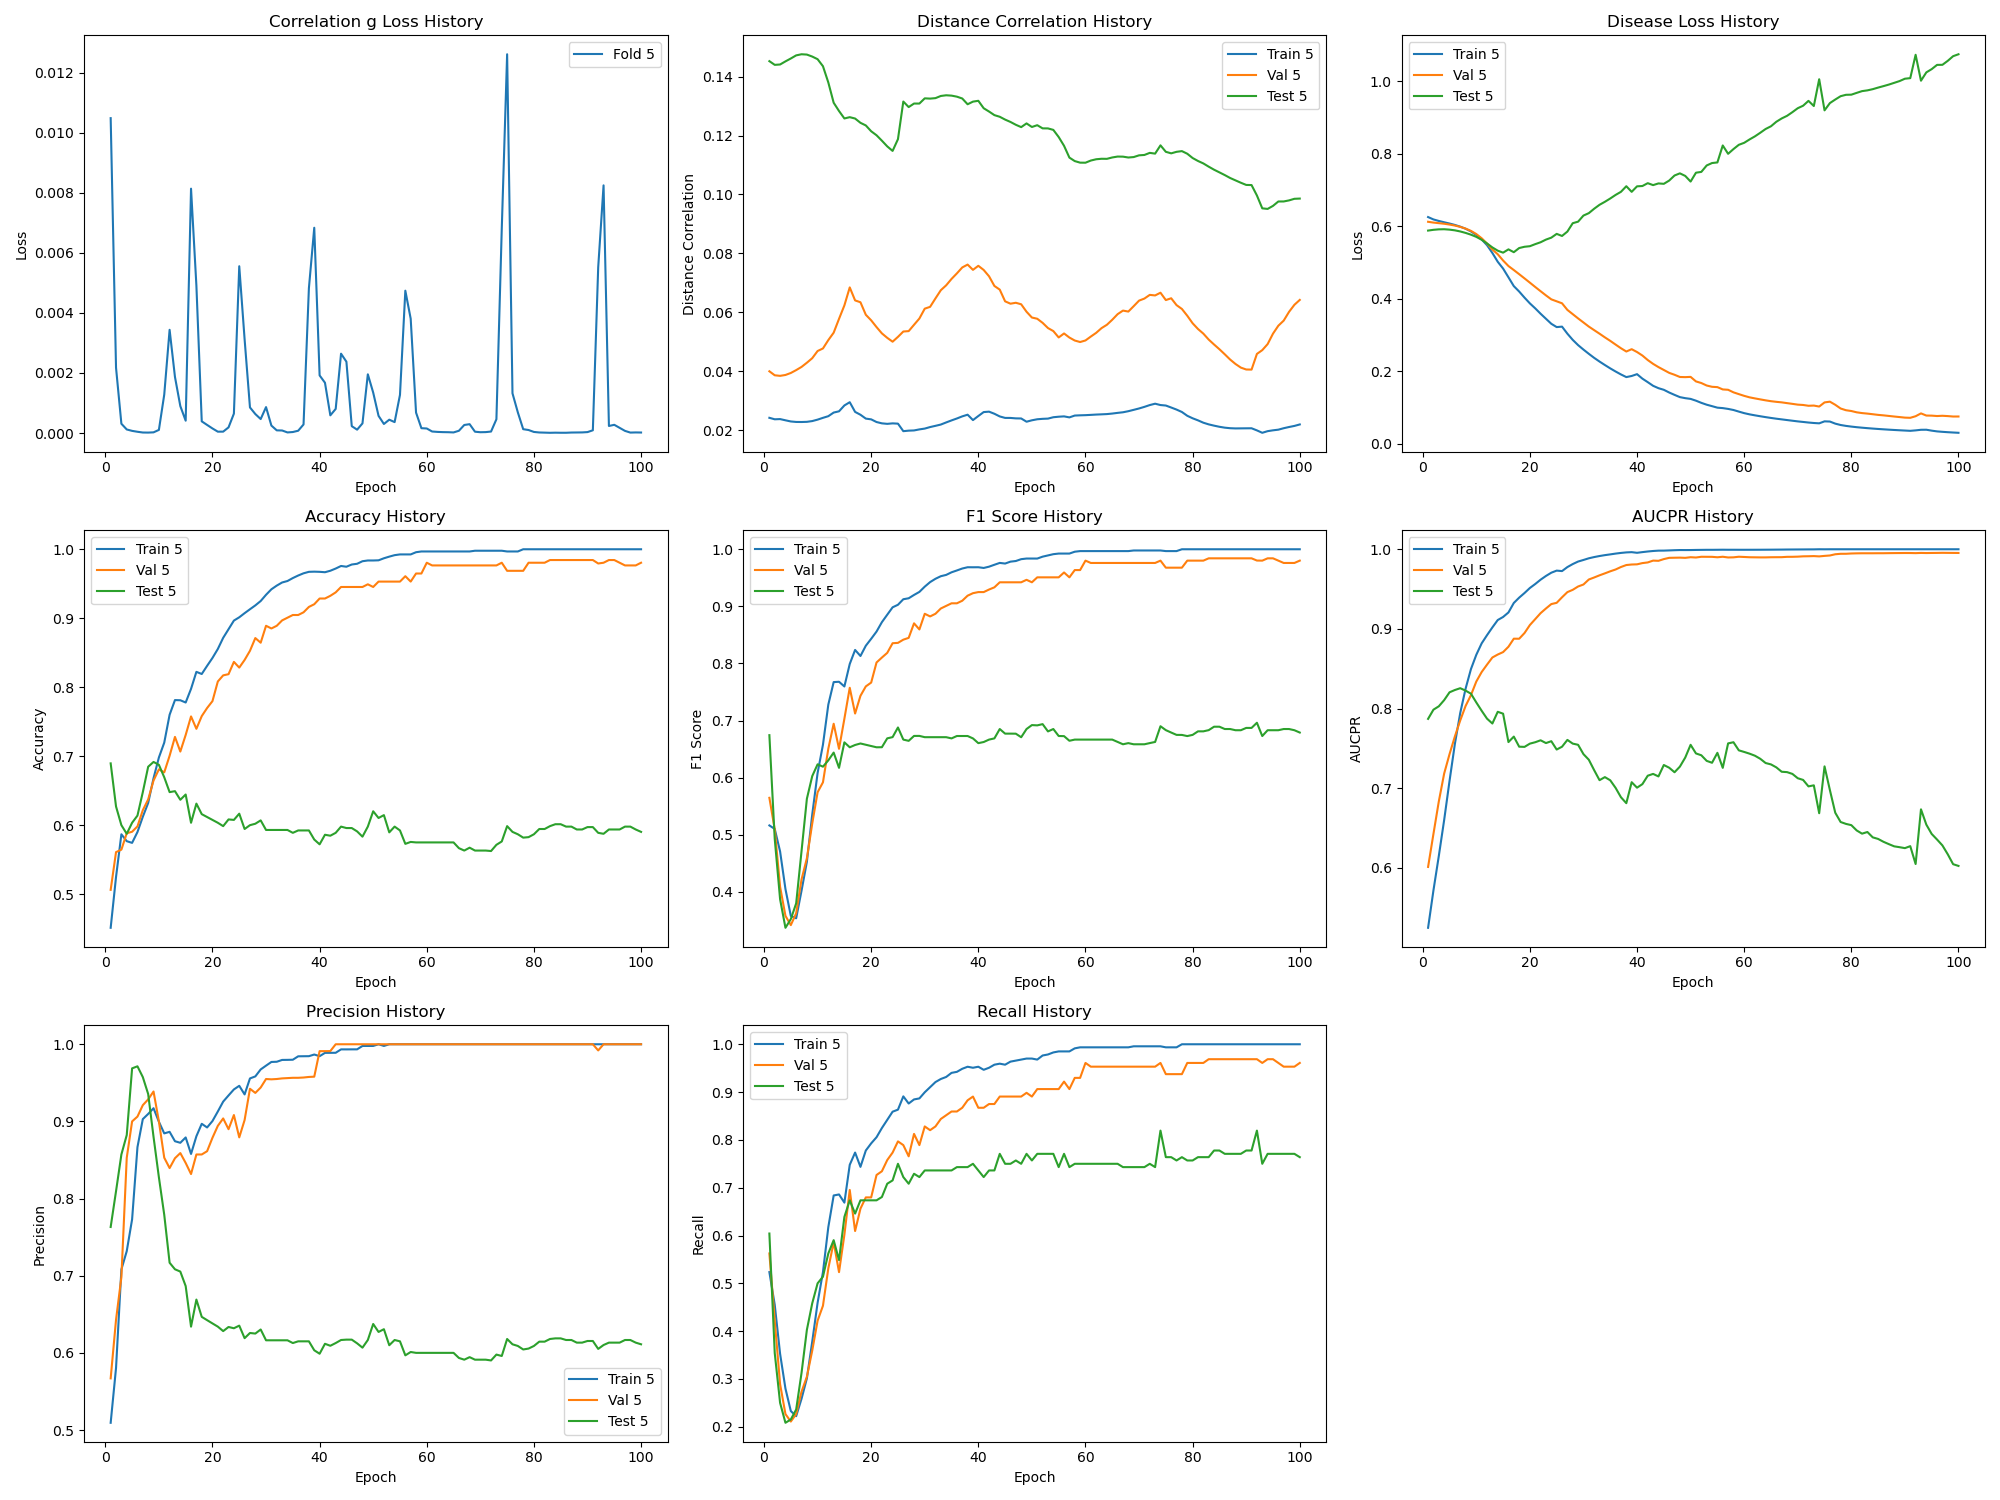 Correlation g Loss History
Loss
0.012
0.010
0.008
0.006
0.004
0.002
0.000
0 20 40 60 80 100
Epoch
Fold 5
Distance Correlation History
Distance Correlation
0.14
0.12
0.10
0.08
0.06
0.04
0.02
0 20 40 60 80 100
Epoch
Train 5
Val 5
Test 5
Disease Loss History
Loss
1.0
0.8
0.6
0.4
0.2
0.0
0 20 40 60 80 100
Epoch
Train 5
Val 5
Test 5
Accuracy History
Accuracy
1.0
0.9
0.8
0.7
0.6
0.5
0 20 40 60 80 100
Epoch
Train 5
Val 5
Test 5
F1 Score History
F1 Score
1.0
0.9
0.8
0.7
0.6
0.5
0.4
0 20 40 60 80 100
Epoch
Train 5
Val 5
Test 5
AUCPR History
AUCPR
1.0
0.9
0.8
0.7
0.6
0 20 40 60 80 100
Epoch
Train 5
Val 5
Test 5
Precision History
Precision
1.0
0.9
0.8
0.7
0.6
0.5
0 20 40 60 80 100
Epoch
Train 5
Val 5
Test 5
Recall History
Recall
1.0
0.9
0.8
0.7
0.6
0.5
0.4
0.3
0.2
0 20 40 60 80 100
Epoch
Train 5
Val 5
Test 5